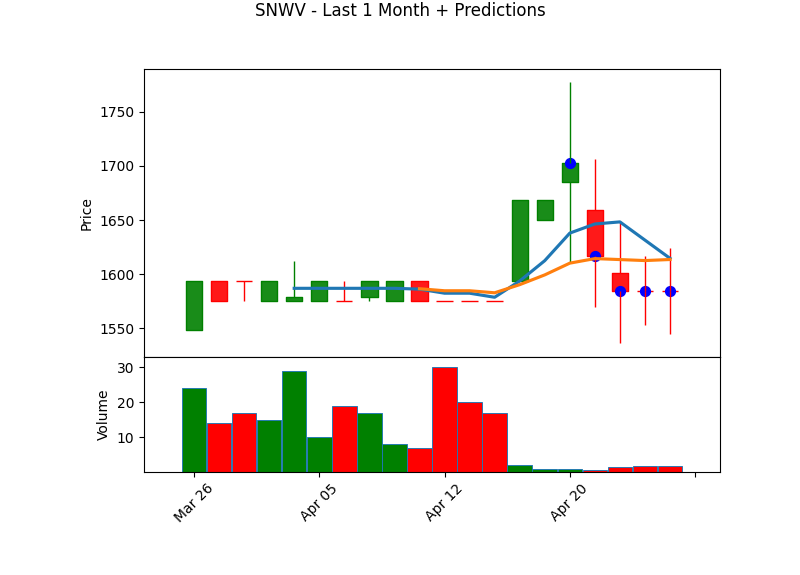 SNWV - Last 1 Month + Predictions
Price
1750
1700
1650
1600
1550
Volume
30
20
10
Mar 26
Apr 05
Apr 12
Apr 20